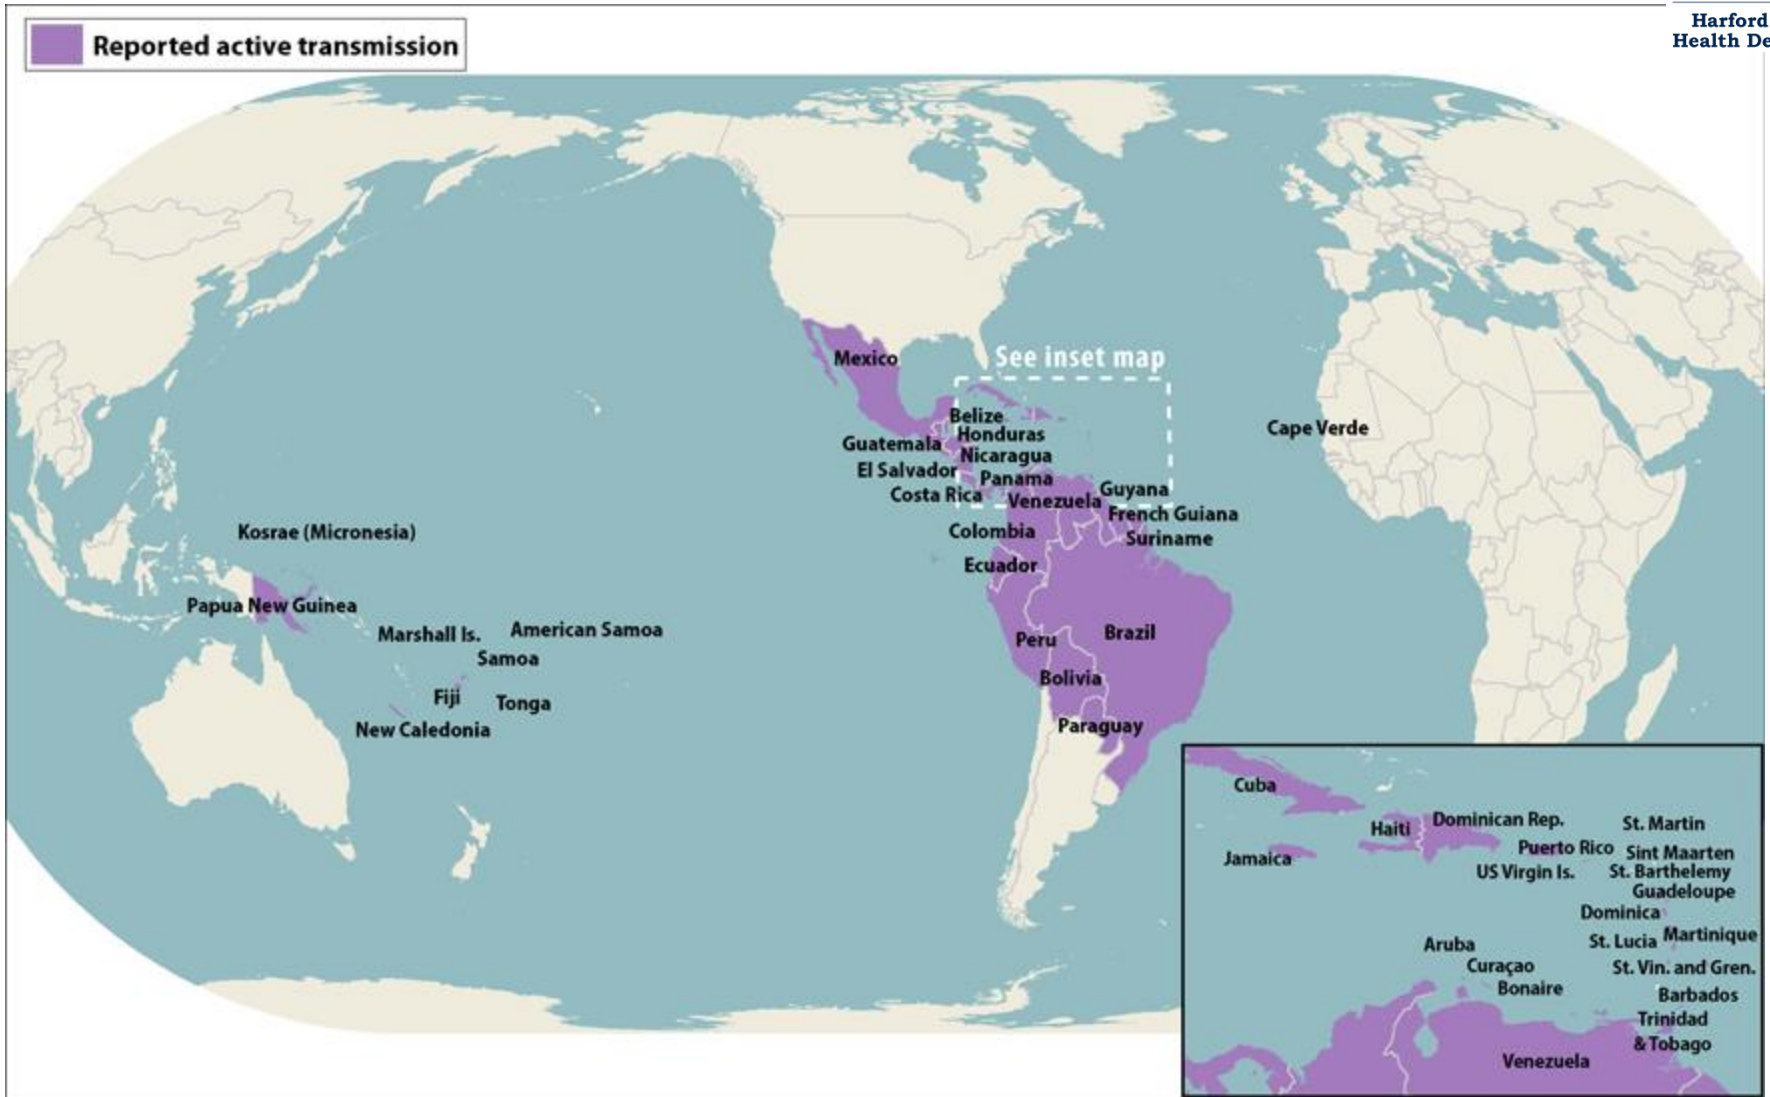 Harford
Health De
Reported active transmission
See inset map
Mexico
Belize
Honduras
Guatemala
Nicaragua
El Salvador
Panama
Costa Rica
Venezuela
Guyana
French Guiana
Colombia
Suriname
Ecuador
Cape Verde
Kosrae (Micronesia)
Papua New Guinea
Marshall Is.
American Samoa
Samoa
Fiji
Tonga
New Caledonia
Peru
Brazil
Bolivia
Paraguay
Cuba
Haiti
Dominican Rep.
St. Martin
Jamaica
Puerto Rico
Sint Maarten
US Virgin Is.
St. Barthelemy
Guadeloupe
Dominica
Martinique
St. Lucia
Aruba
Curaçao
St. Vin. and Gren.
Bonaire
Barbados
Trinidad
& Tobago
Venezuela